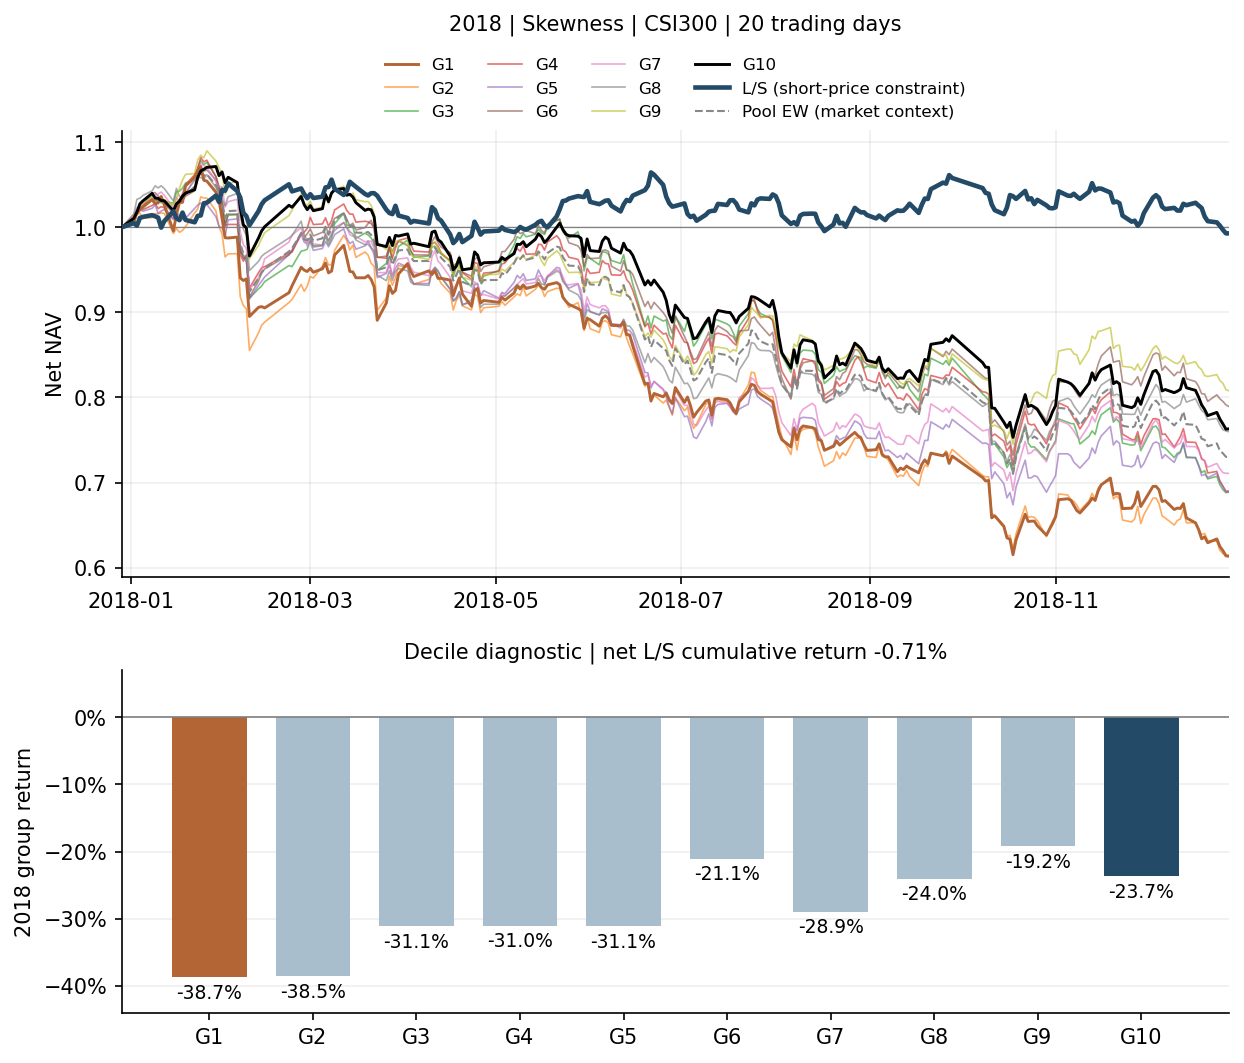 2018 | Skewness | CSI300 | 20 trading days
G1 G4 G7 G10
G2 G5 G8 L/S (short-price constraint)
G3 G6 G9 Pool EW (market context)
Net NAV
1.1
1.0
0.9
0.8
0.7
0.6
2018-01 2018-03 2018-05 2018-07 2018-09 2018-11
Decile diagnostic | net L/S cumulative return -0.71%
2018 group return
0%
−10%
−20%
−30%
−40%
-38.7% -38.5% -31.1% -31.0% -31.1% -21.1% -28.9% -24.0% -19.2% -23.7%
G1 G2 G3 G4 G5 G6 G7 G8 G9 G10